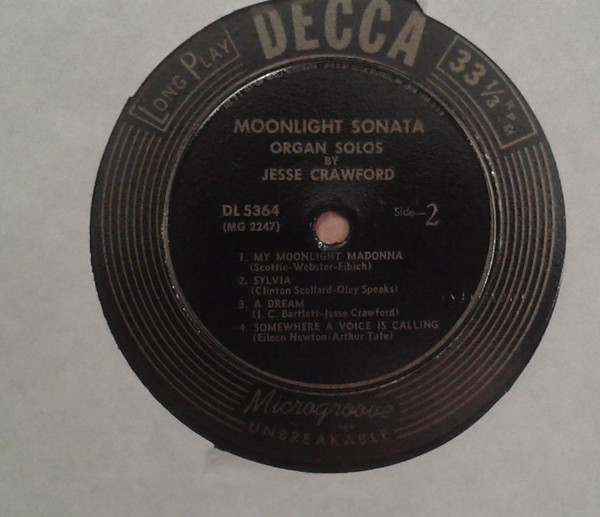 DECCA
LONG PLAY
33 1/3 RPM
MOONLIGHT SONATA
ORGAN SOLOS
BY
JESSE CRAWFORD
DL 5364
(MG 2247)
Side—2
1. MY MOONLIGHT MADONNA
(Scottie-Webster-Fibich)
2. SYLVIA
(Clinton Scollard-Oley Speaks)
3. A DREAM
(J. C. Bartlett-Jesse Crawford)
4. SOMEWHERE A VOICE IS CALLING
(Eileen Newton-Arthur Tate)
Microgroove
UNBREAKABLE